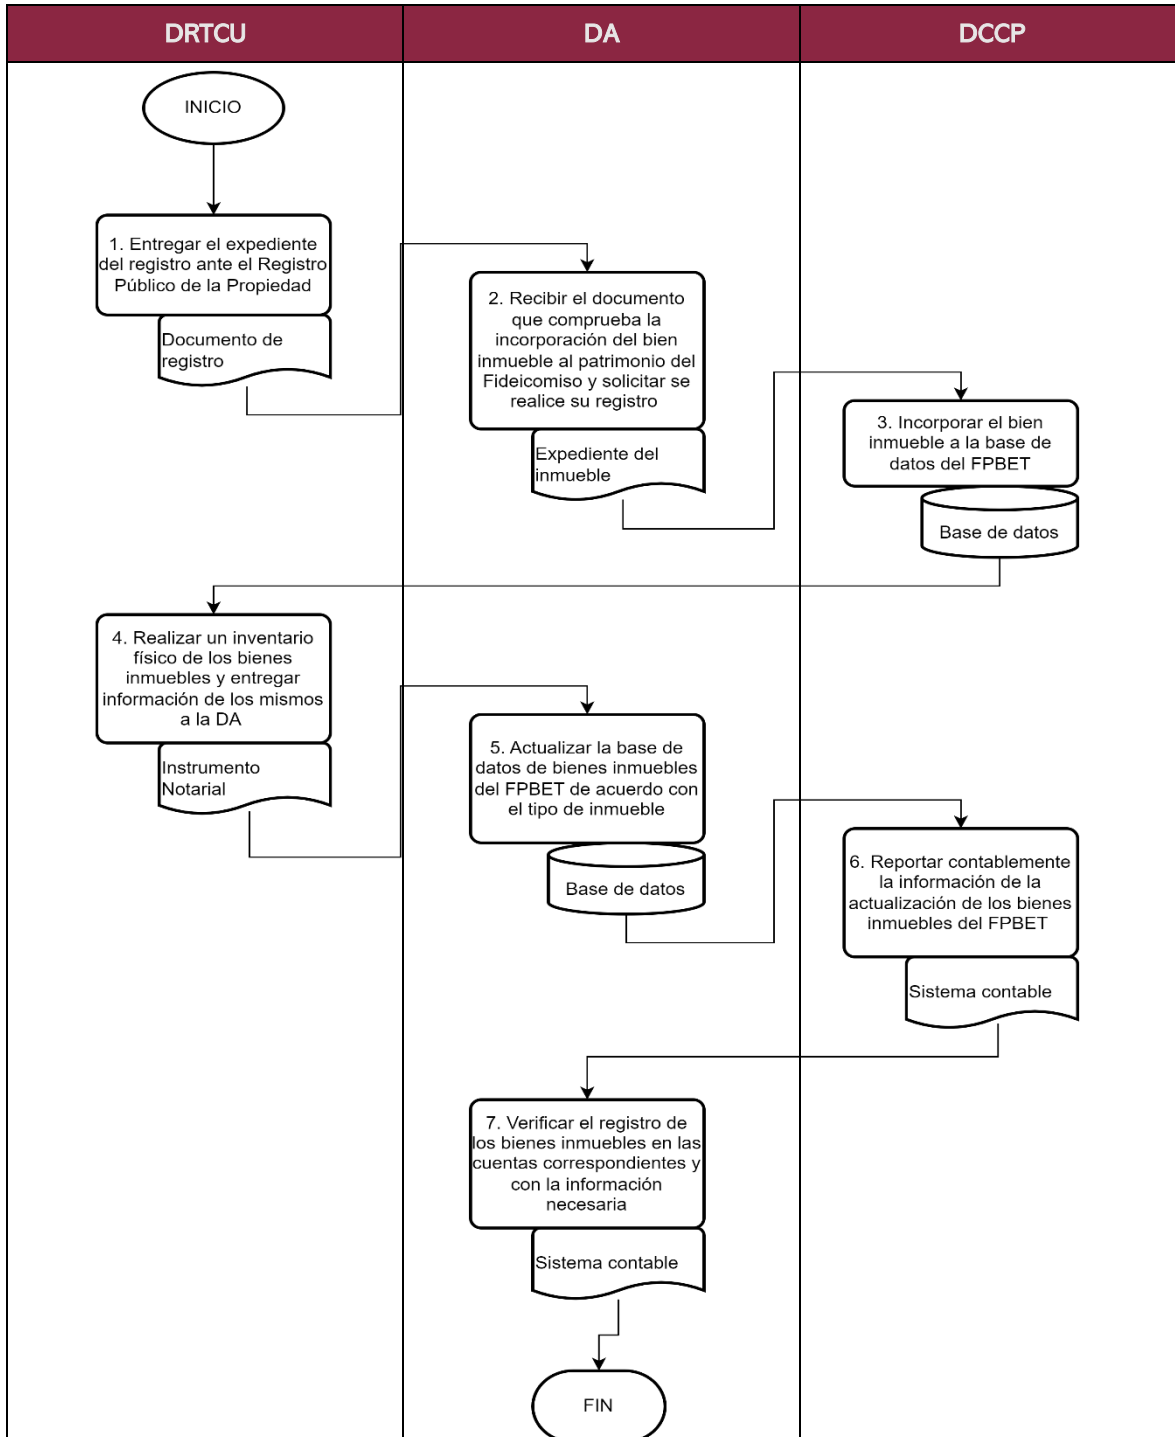 DRTCU
DA
DCCP
INICIO
1. Entregar el expediente
del registro ante el Registro
Público de la Propiedad
Documento de
registro
2. Recibir el documento
que comprueba la
incorporación del bien
inmueble al patrimonio del
Fideicomiso y solicitar se
realice su registro
Expediente del
inmueble
3. Incorporar el bien
inmueble a la base de
datos del FPBET
Base de datos
4. Realizar un inventario
físico de los bienes
inmuebles y entregar
información de los mismos
a la DA
Instrumento
Notarial
5. Actualizar la base de
datos de bienes inmuebles
del FPBET de acuerdo con
el tipo de inmueble
Base de datos
6. Reportar contablemente
la información de la
actualización de los bienes
inmuebles del FPBET
Sistema contable
7. Verificar el registro de
los bienes inmuebles en las
cuentas correspondientes y
con la información
necesaria
Sistema contable
FIN